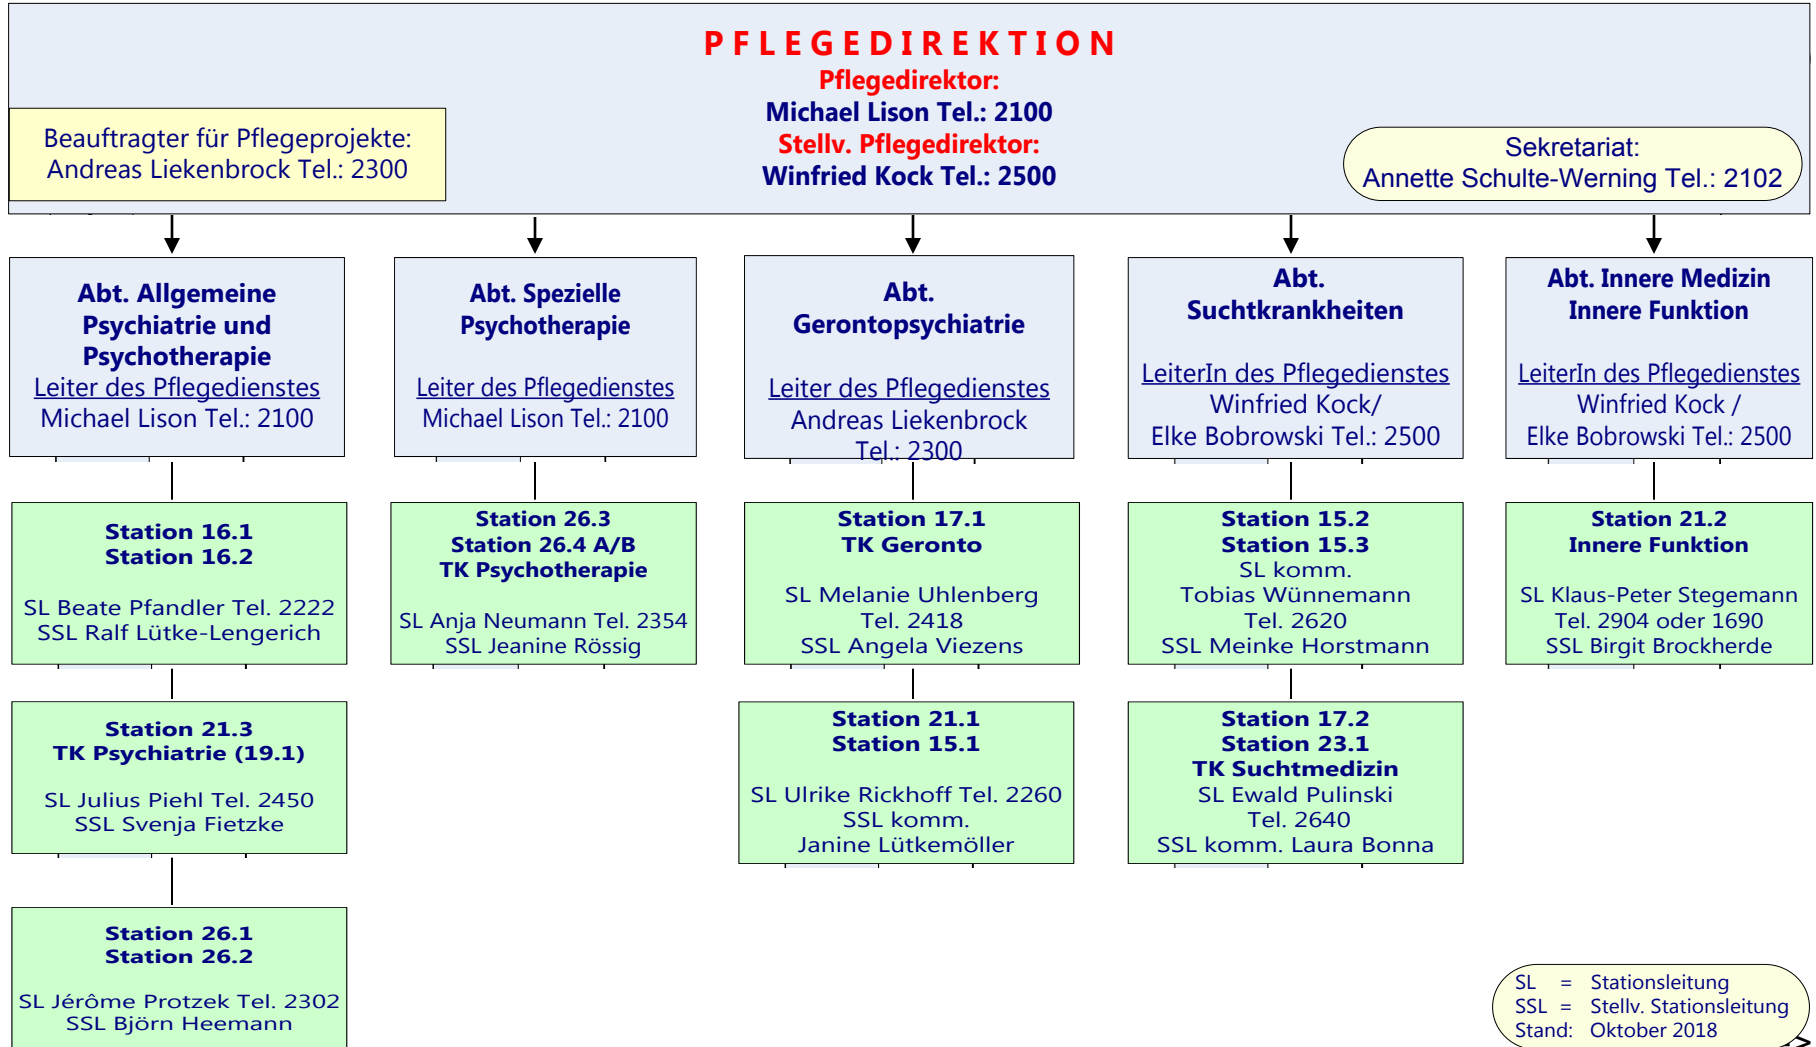 PFLEGEDIREKTION
Pflegedirektor:
Michael Lison Tel.: 2100
Stellv. Pflegedirektor:
Winfried Kock Tel.: 2500
Beauftragter für Pflegeprojekte:
Andreas Liekenbrock Tel.: 2300
Sekretariat:
Annette Schulte-Werning Tel.: 2102
Abt. Allgemeine
Psychiatrie und
Psychotherapie
Leiter des Pflegedienstes
Michael Lison Tel.: 2100
Abt. Spezielle
Psychotherapie
Leiter des Pflegedienstes
Michael Lison Tel.: 2100
Abt.
Gerontopsychiatrie
Leiter des Pflegedienstes
Andreas Liekenbrock
Tel.: 2300
Abt.
Suchtkrankheiten
LeiterIn des Pflegedienstes
Winfried Kock/
Elke Bobrowski Tel.: 2500
Abt. Innere Medizin
Innere Funktion
LeiterIn des Pflegedienstes
Winfried Kock /
Elke Bobrowski Tel.: 2500
Station 16.1
Station 16.2
SL Beate Pfandler Tel. 2222
SSL Ralf Lütke-Lengerich
Station 26.3
Station 26.4 A/B
TK Psychotherapie
SL Anja Neumann Tel. 2354
SSL Jeanine Rössig
Station 17.1
TK Geronto
SL Melanie Uhlenberg
Tel. 2418
SSL Angela Viezens
Station 15.2
Station 15.3
SL komm.
Tobias Wünnemann
Tel. 2620
SSL Meinke Horstmann
Station 21.2
Innere Funktion
SL Klaus-Peter Stegemann
Tel. 2904 oder 1690
SSL Birgit Brockherde
Station 21.3
TK Psychiatrie (19.1)
SL Julius Piehl Tel. 2450
SSL Svenja Fietzke
Station 21.1
Station 15.1
SL Ulrike Rickhoff Tel. 2260
SSL komm.
Janine Lütkemöller
Station 17.2
Station 23.1
TK Suchtmedizin
SL Ewald Pulinski
Tel. 2640
SSL komm. Laura Bonna
Station 26.1
Station 26.2
SL Jérôme Protzek Tel. 2302
SSL Björn Heemann
SL = Stationsleitung
SSL = Stellv. Stationsleitung
Stand: Oktober 2018